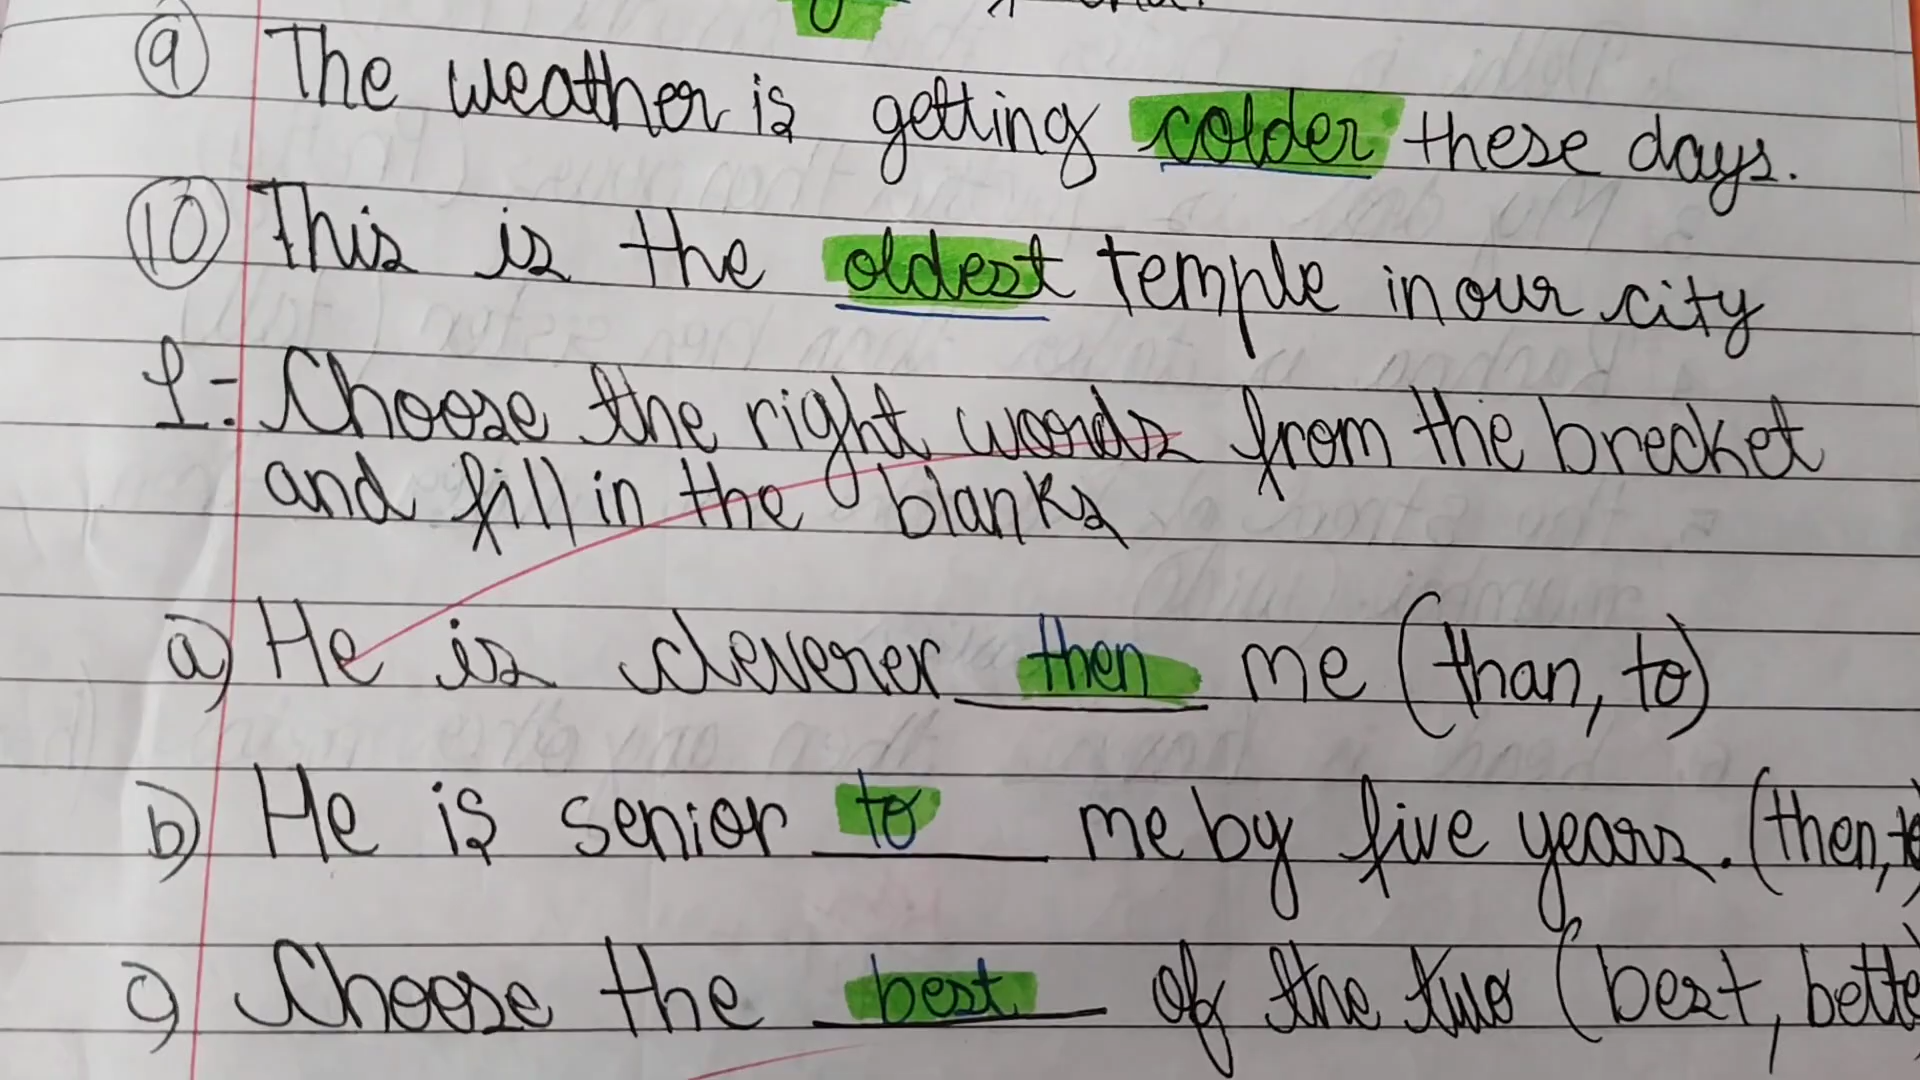 9 The weather is getting colder these days.
10 This is the oldest temple in our city
Choose the right words from the brecket
and fill in the blanks
a) He is cleverer then me (than, to)
b) He is senior to me by five years. (then, to
c) Choose the best of the two (best, bette